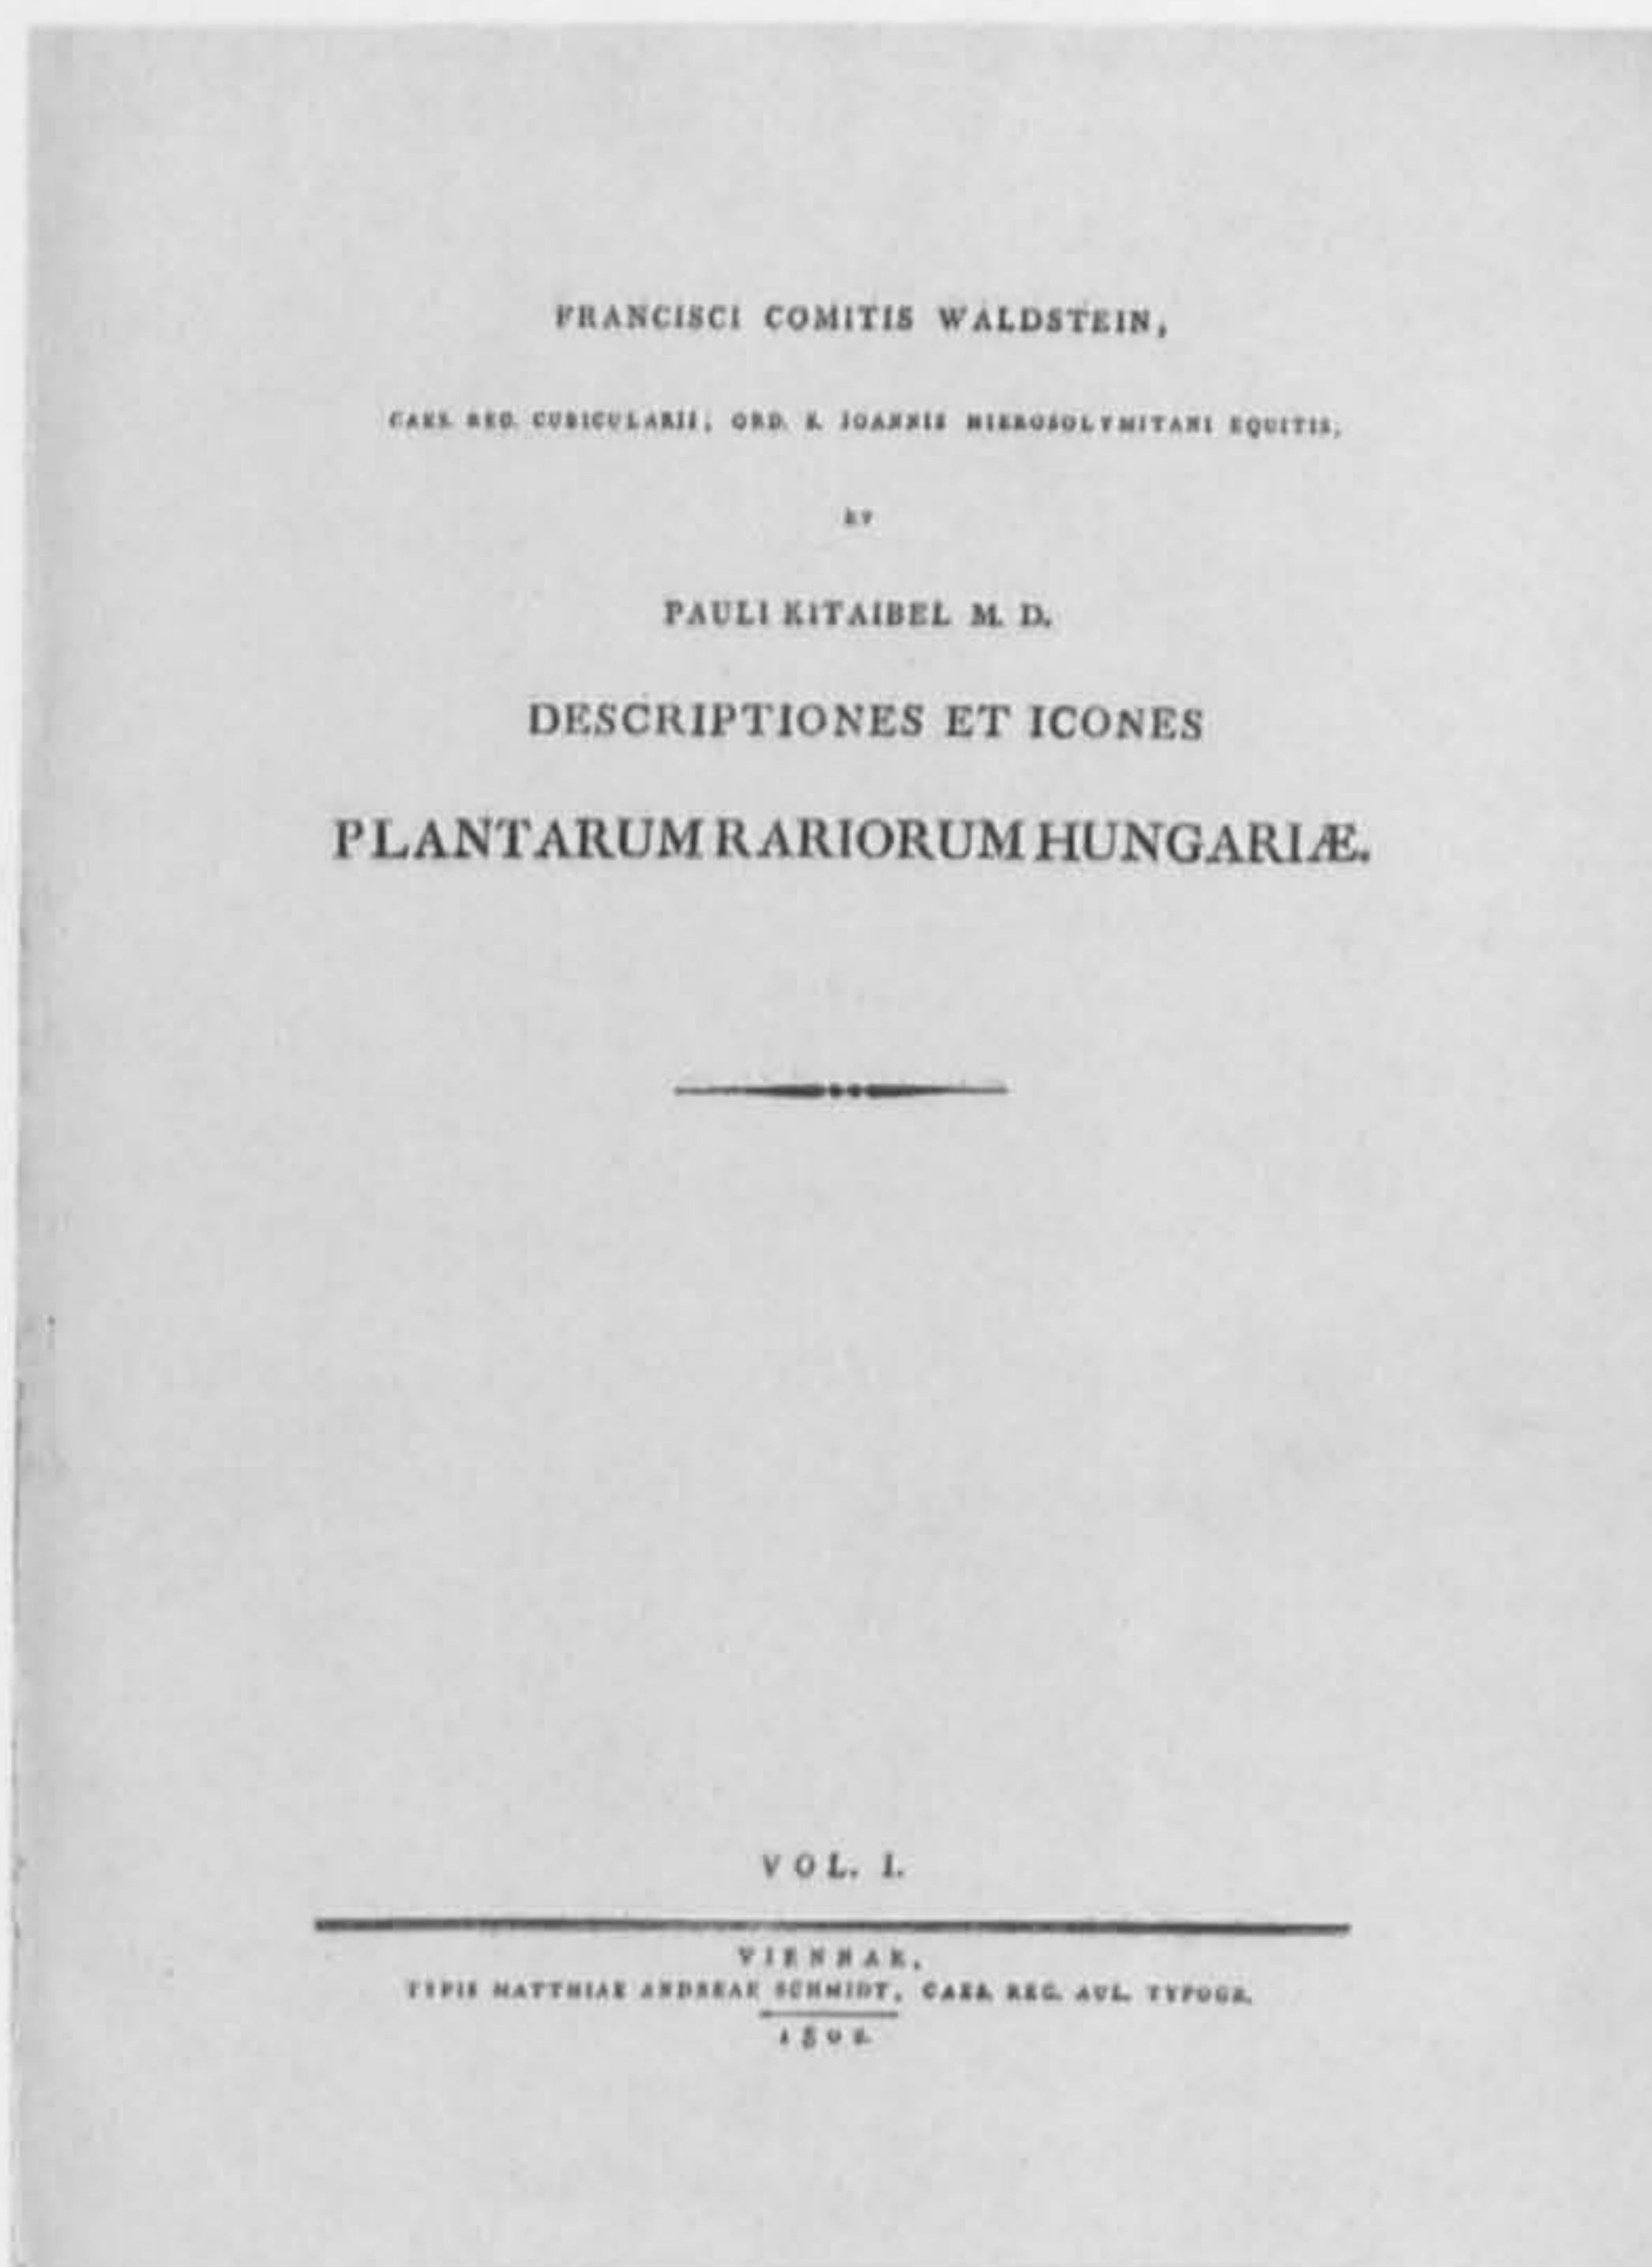 FRANCISCI COMITIS WALDSTEIN,
CAES. REG. CUBICULARII, ORD. S. IOANNIS HIEROSOLYMITANI EQUITIS,
ET
PAULI KITAIBEL M. D.
DESCRIPTIONES ET ICONES
PLANTARUM RARIORUM HUNGARIÆ.
VOL. I.
VIENNAE,
TYPIS MATTHIAE ANDREAE SCHMIDT, CAES. REG. AUL. TYPOGR.
1802.